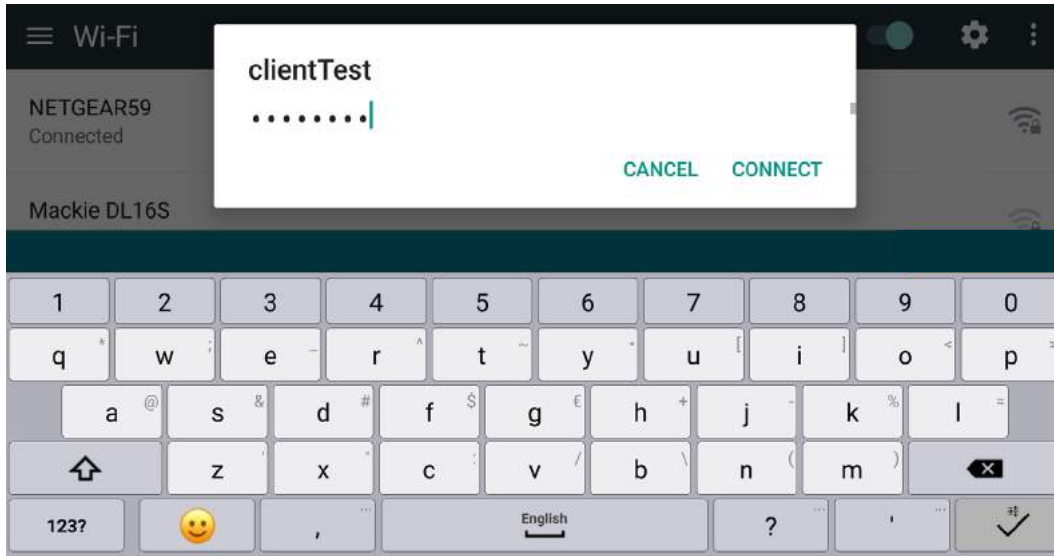 Wi-Fi
clientTest
••••••••
NETGEAR59
Connected
CANCEL CONNECT
Mackie DL16S
1 2 3 4 5 6 7 8 9 0
q * w ; e _ r ^ t ~ y u [ i ] o < p >
a @ s & d # f $ g € h + j - k % l =
z ' x c : v / b \ n ( m )
123? , ... English ? ... ' ...